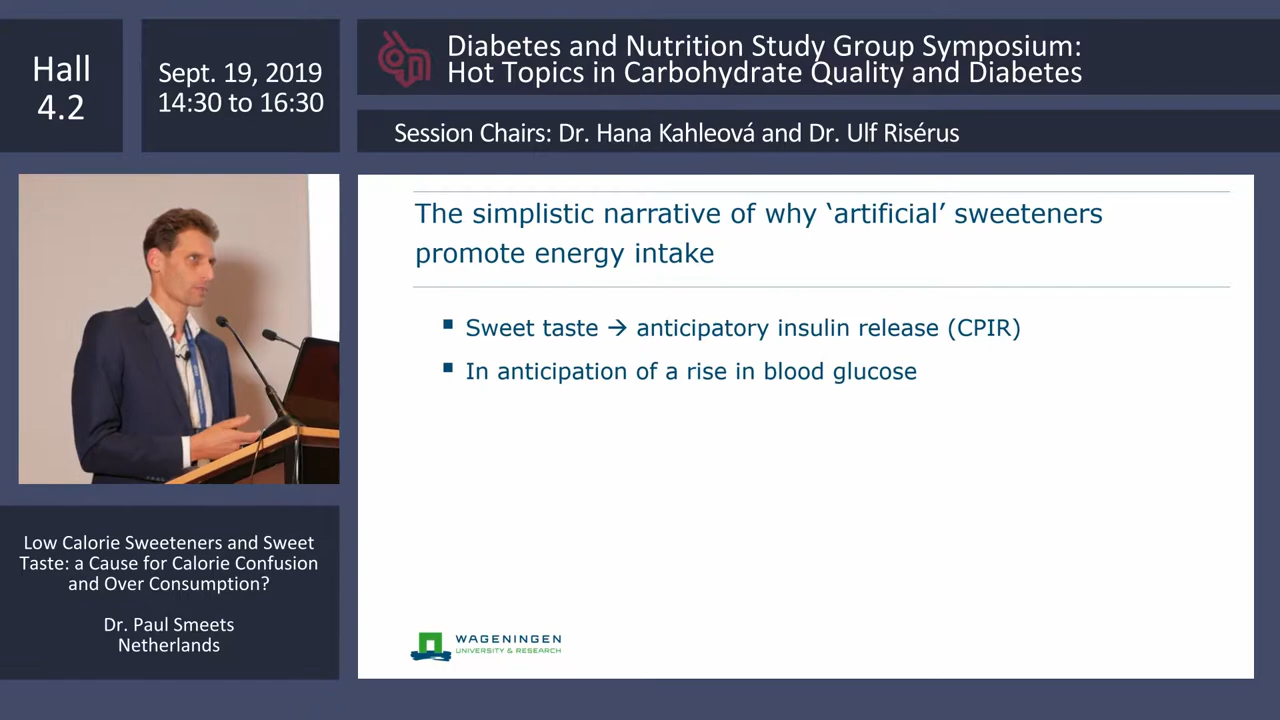 Hall
4.2
Sept. 19, 2019
14:30 to 16:30
Diabetes and Nutrition Study Group Symposium:
Hot Topics in Carbohydrate Quality and Diabetes
Session Chairs: Dr. Hana Kahleová and Dr. Ulf Risérus
The simplistic narrative of why ‘artificial’ sweeteners
promote energy intake
▪ Sweet taste → anticipatory insulin release (CPIR)
▪ In anticipation of a rise in blood glucose
Low Calorie Sweeteners and Sweet
Taste: a Cause for Calorie Confusion
and Over Consumption?
Dr. Paul Smeets
Netherlands
WAGENINGEN
UNIVERSITY & RESEARCH